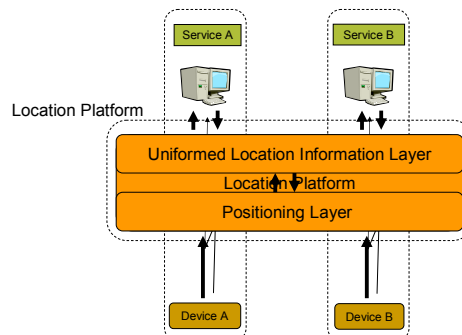 Service A
Service B
Location Platform
Uniformed Location Information Layer
Location Platform
Positioning Layer
Device A
Device B